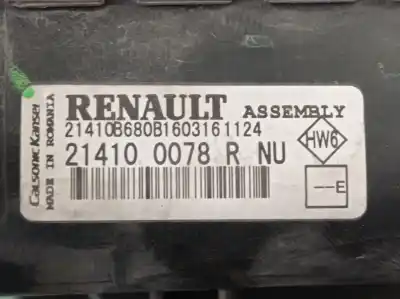 RENAULT ASSEMBLY
21410B680B1603161124
21410 0078 R NU
HW6
--E
Calsonic Kansei
MADE IN ROMANIA